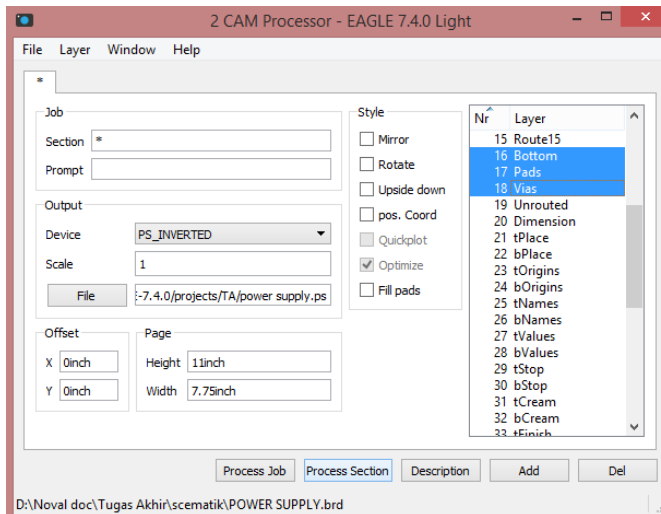 2 CAM Processor - EAGLE 7.4.0 Light
File Layer Window Help
*
Job
Section *
Prompt
Output
Device PS_INVERTED
Scale 1
File E-7.4.0/projects/TA/power supply.ps
Offset
X 0inch
Y 0inch
Page
Height 11inch
Width 7.75inch
Style
Mirror
Rotate
Upside down
pos. Coord
Quickplot
Optimize
Fill pads
Nr Layer
15 Route15
16 Bottom
17 Pads
18 Vias
19 Unrouted
20 Dimension
21 tPlace
22 bPlace
23 tOrigins
24 bOrigins
25 tNames
26 bNames
27 tValues
28 bValues
29 tStop
30 bStop
31 tCream
32 bCream
33 tFinish
Process Job Process Section Description Add Del
D:\Noval doc\Tugas Akhir\scematik\POWER SUPPLY.brd